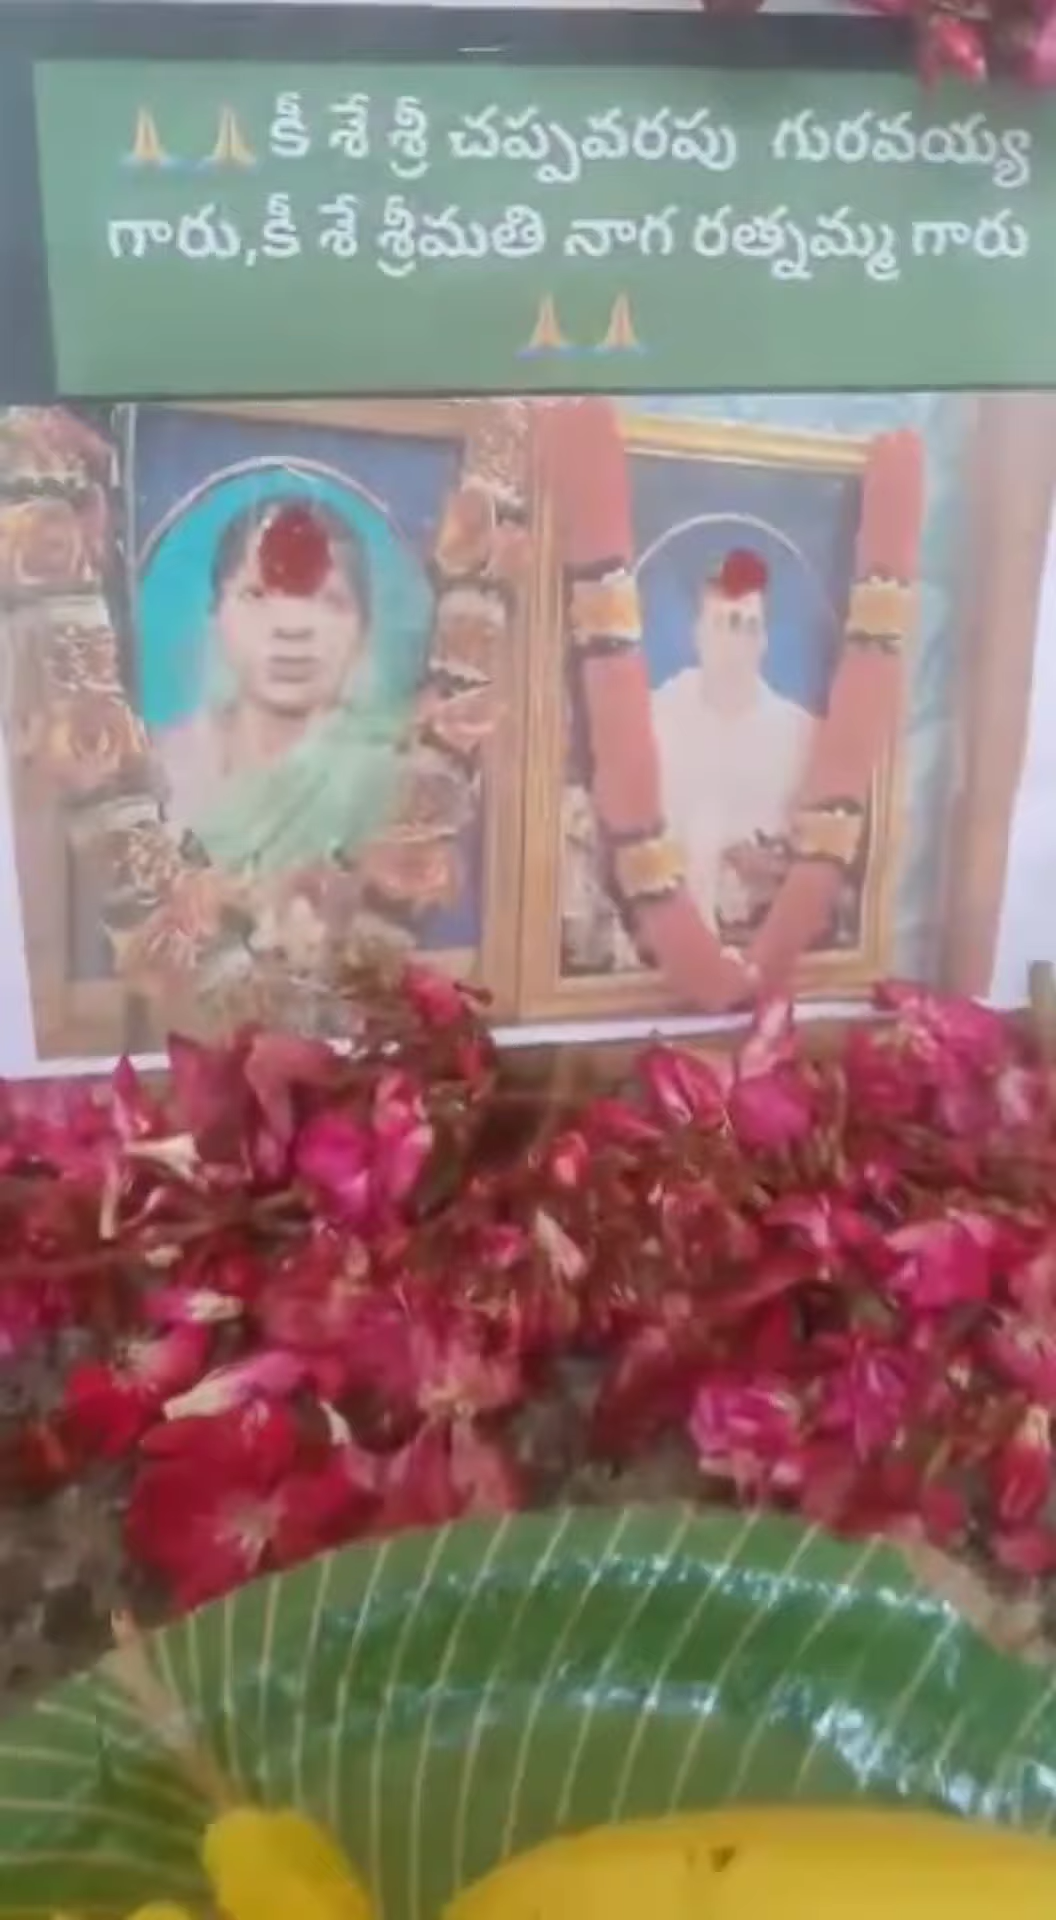 🙏🙏కీ శే శ్రీ చప్పవరపు గురవయ్య
గారు,కీ శే శ్రీమతి నాగ రత్నమ్మ గారు
🙏🙏